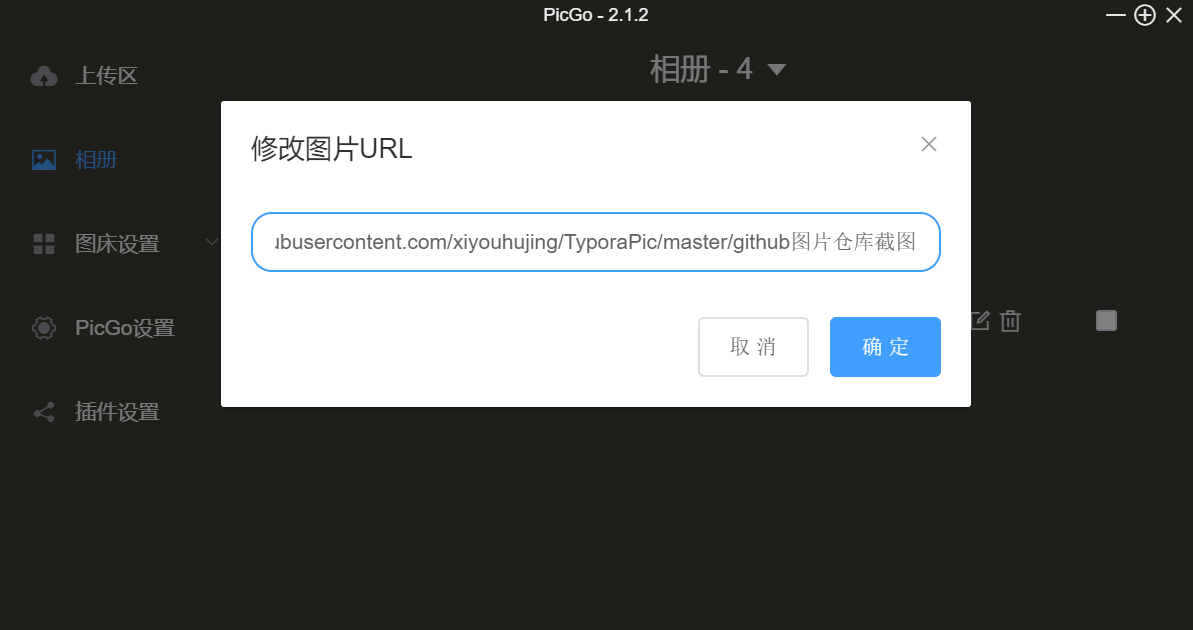 PicGo - 2.1.2
上传区
相册 - 4
相册
图床设置
PicGo设置
插件设置
修改图片URL
ubusercontent.com/xiyouhujing/TyporaPic/master/github图片仓库截图
取 消
确 定